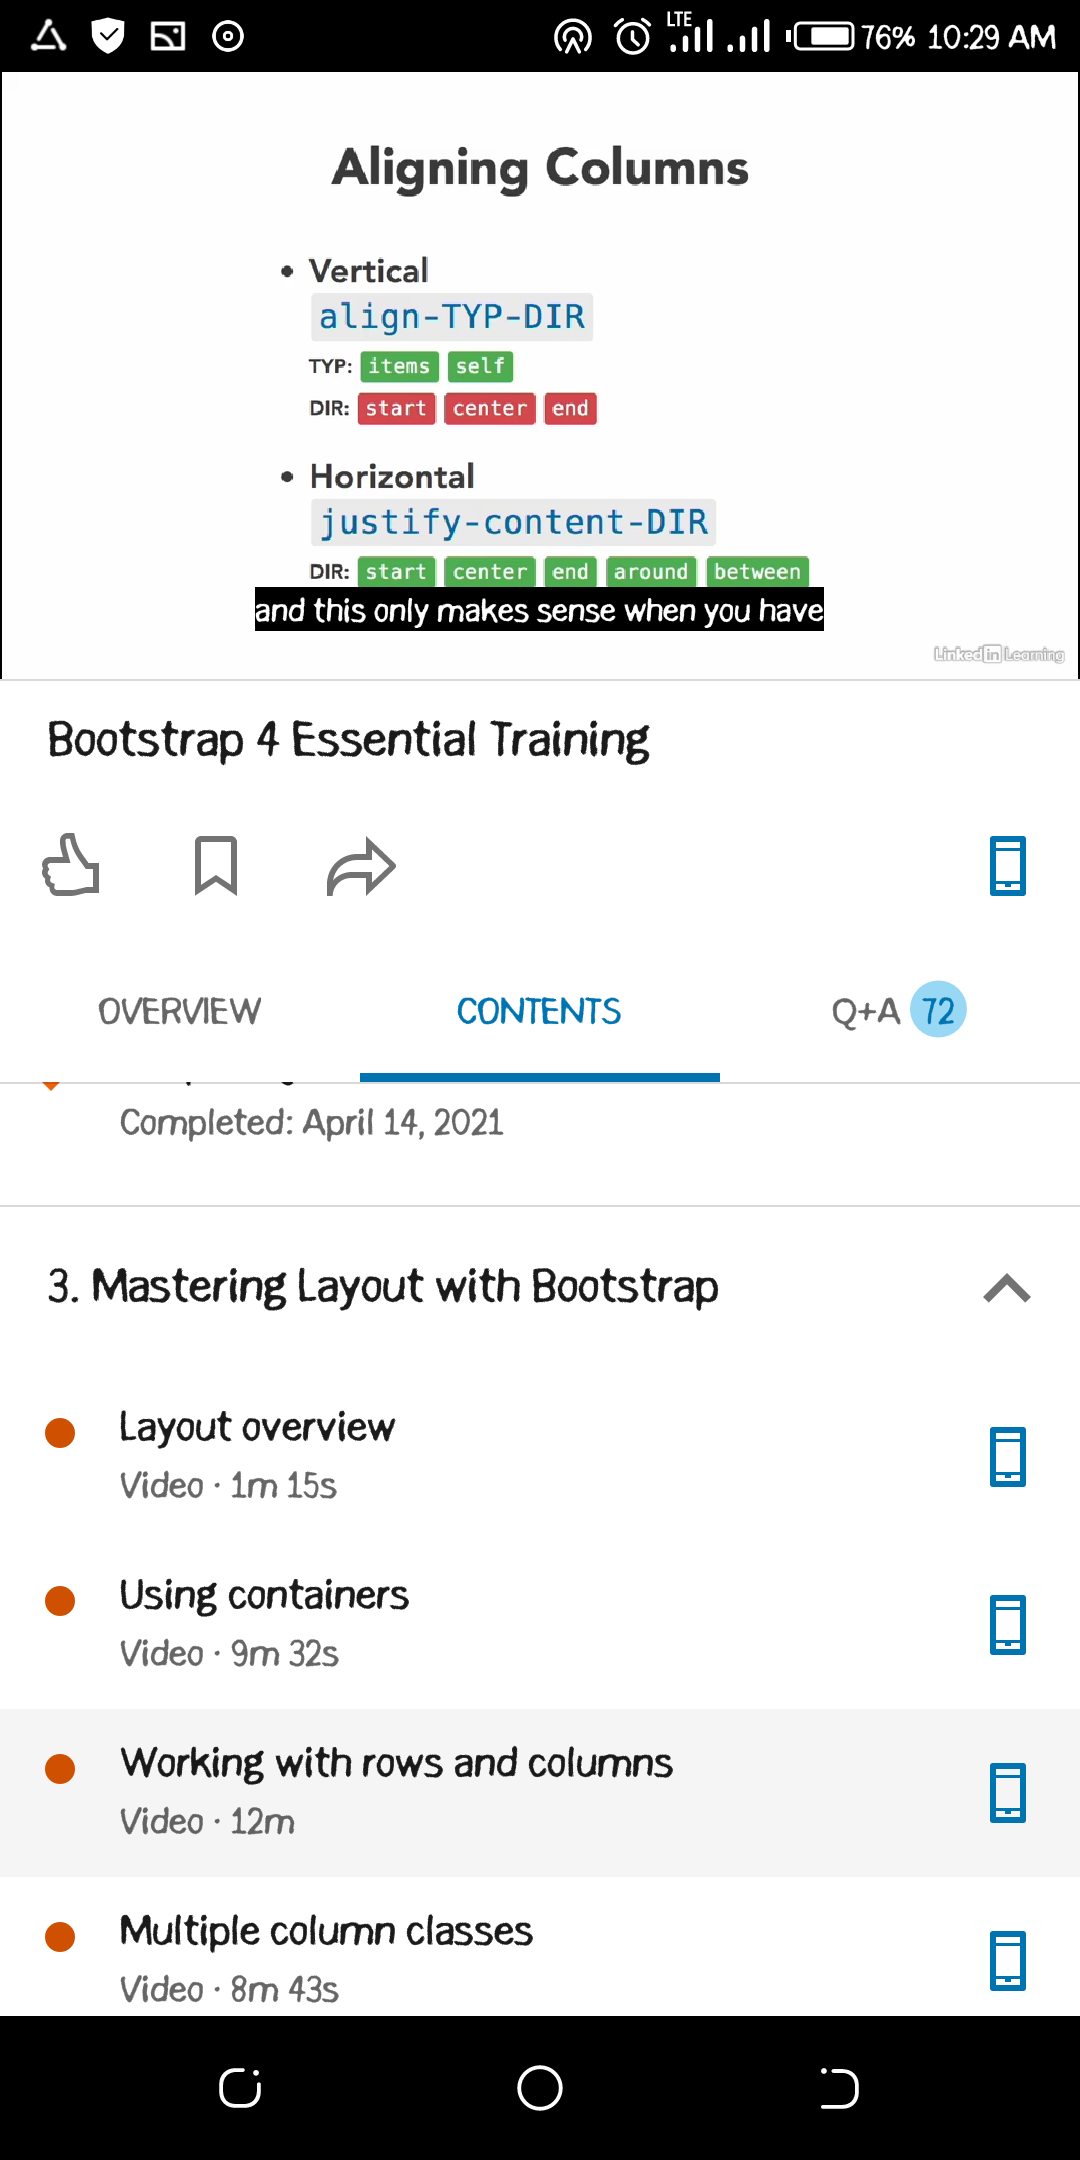 LTE
76% 10:29 AM
Aligning Columns
• Vertical
align-TYP-DIR
TYP: items self
DIR: start center end
• Horizontal
justify-content-DIR
DIR: start center end around between
and this only makes sense when you have
Linked in Learning
Bootstrap 4 Essential Training
OVERVIEW CONTENTS Q+A 72
Completed: April 14, 2021
3. Mastering Layout with Bootstrap
Layout overview
Video · 1m 15s
Using containers
Video · 9m 32s
Working with rows and columns
Video · 12m
Multiple column classes
Video · 8m 43s